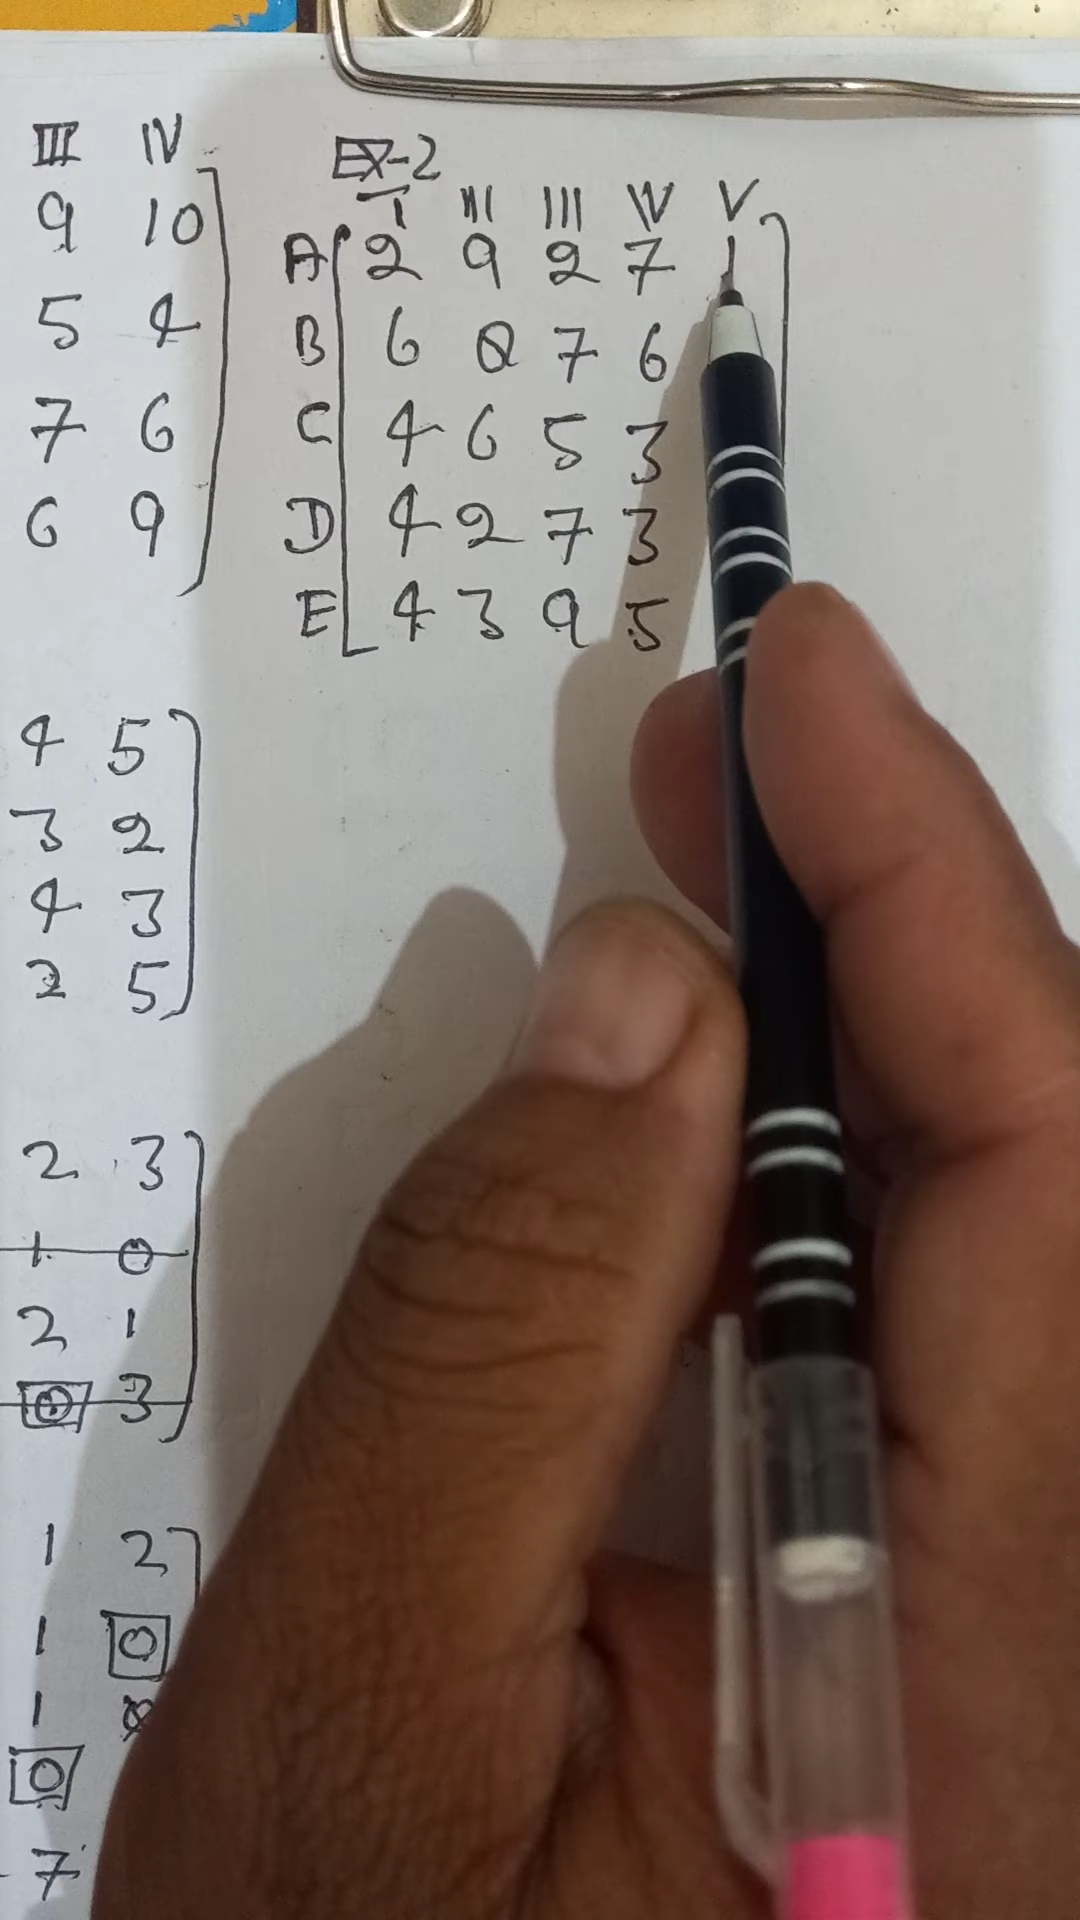 III IV
9 10
5 4
7 6
6 9
4 5
3 2
4 3
2 5
2 3
1 0
2 1
0 3
1 2
1 0
1 0
0
7
EX-2
I II III IV V
A 2 9 2 7 1
B 6 8 7 6
C 4 6 5 3
D 4 2 7 3
E 4 3 9 5